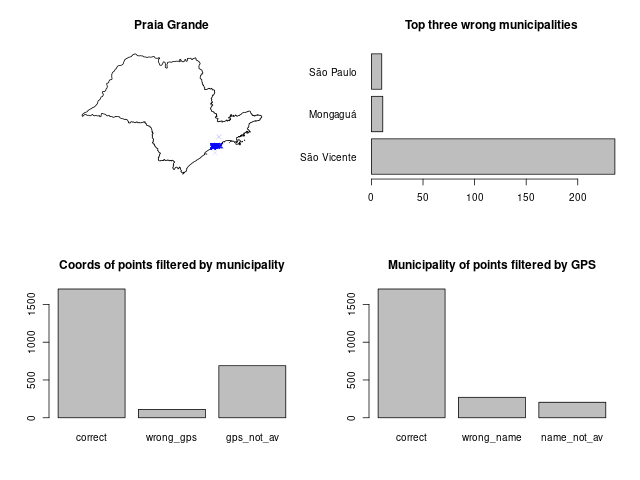 Praia Grande
Top three wrong municipalities
São Paulo
Mongaguá
São Vicente
0 50 100 150 200
Coords of points filtered by municipality
1500
1000
500
0
correct wrong_gps gps_not_av
Municipality of points filtered by GPS
1500
1000
500
0
correct wrong_name name_not_av